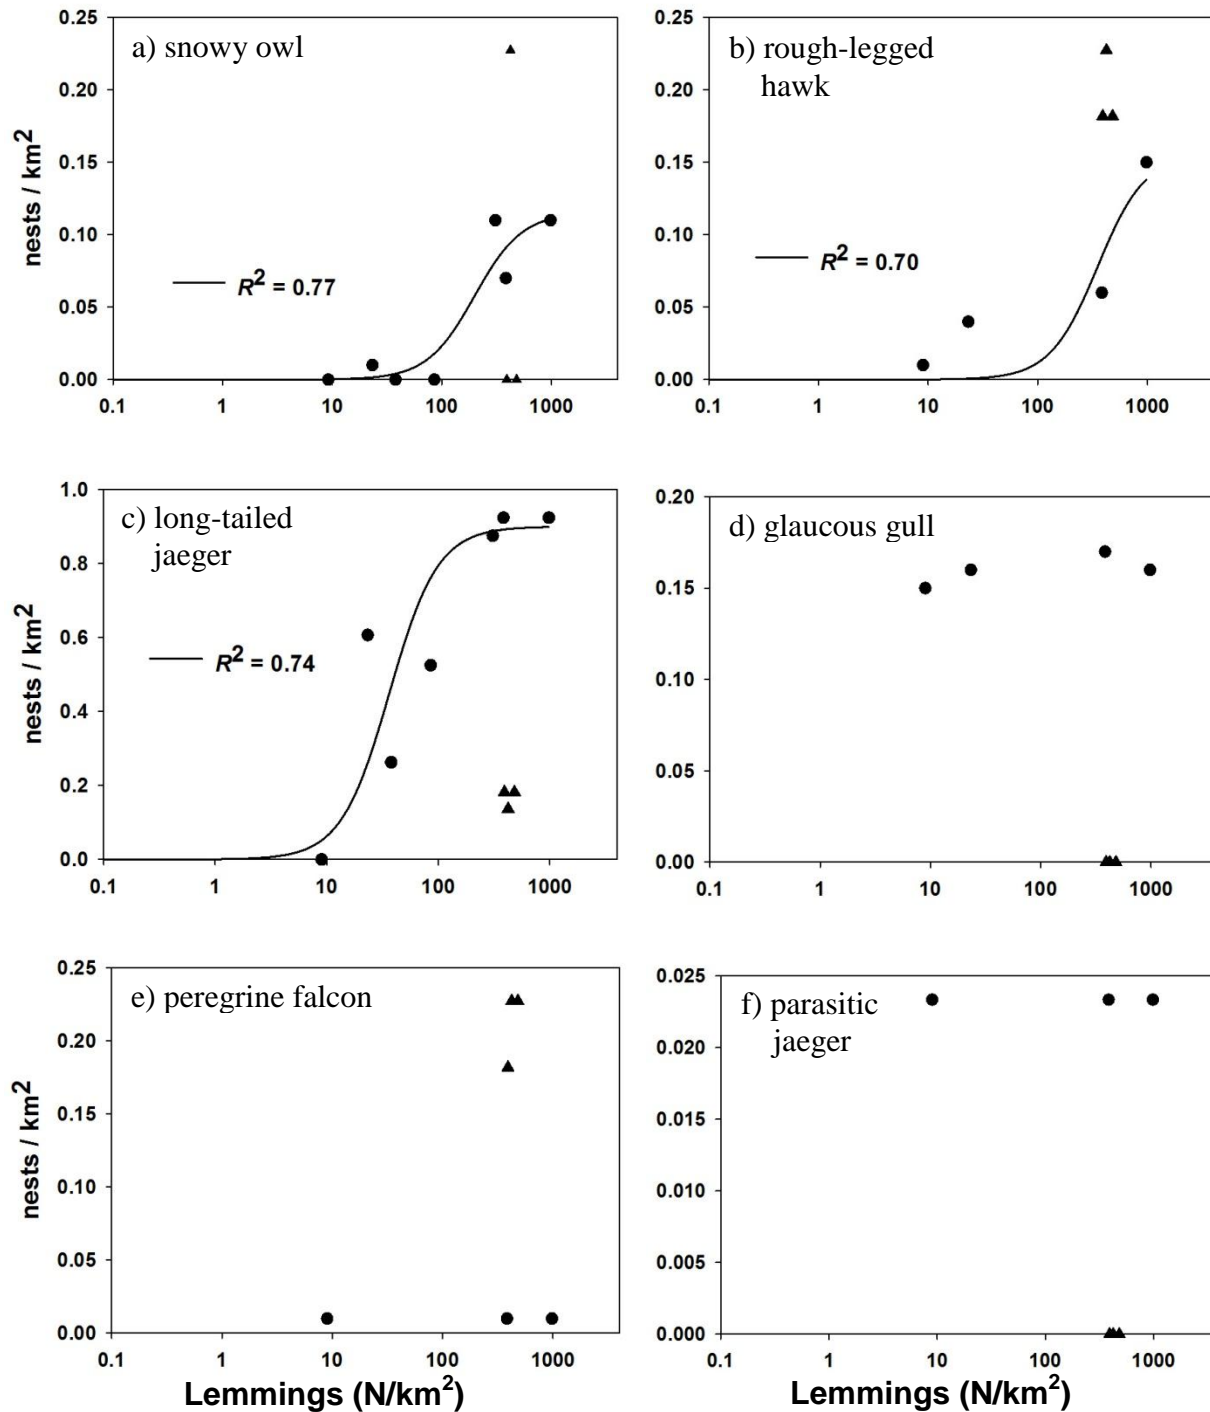 a) snowy owl
nests / km²
0.25
0.20
0.15
0.10
0.05
0.00
R² = 0.77
0.1 1 10 100 1000
b) rough-legged
hawk
0.25
0.20
0.15
0.10
0.05
0.00
R² = 0.70
0.1 1 10 100 1000
c) long-tailed
jaeger
nests / km²
1.0
0.8
0.6
0.4
0.2
0.0
R² = 0.74
0.1 1 10 100 1000
d) glaucous gull
0.20
0.15
0.10
0.05
0.00
0.1 1 10 100 1000
e) peregrine falcon
nests / km²
0.25
0.20
0.15
0.10
0.05
0.00
0.1 1 10 100 1000
Lemmings (N/km²)
f) parasitic
jaeger
0.025
0.020
0.015
0.010
0.005
0.000
0.1 1 10 100 1000
Lemmings (N/km²)